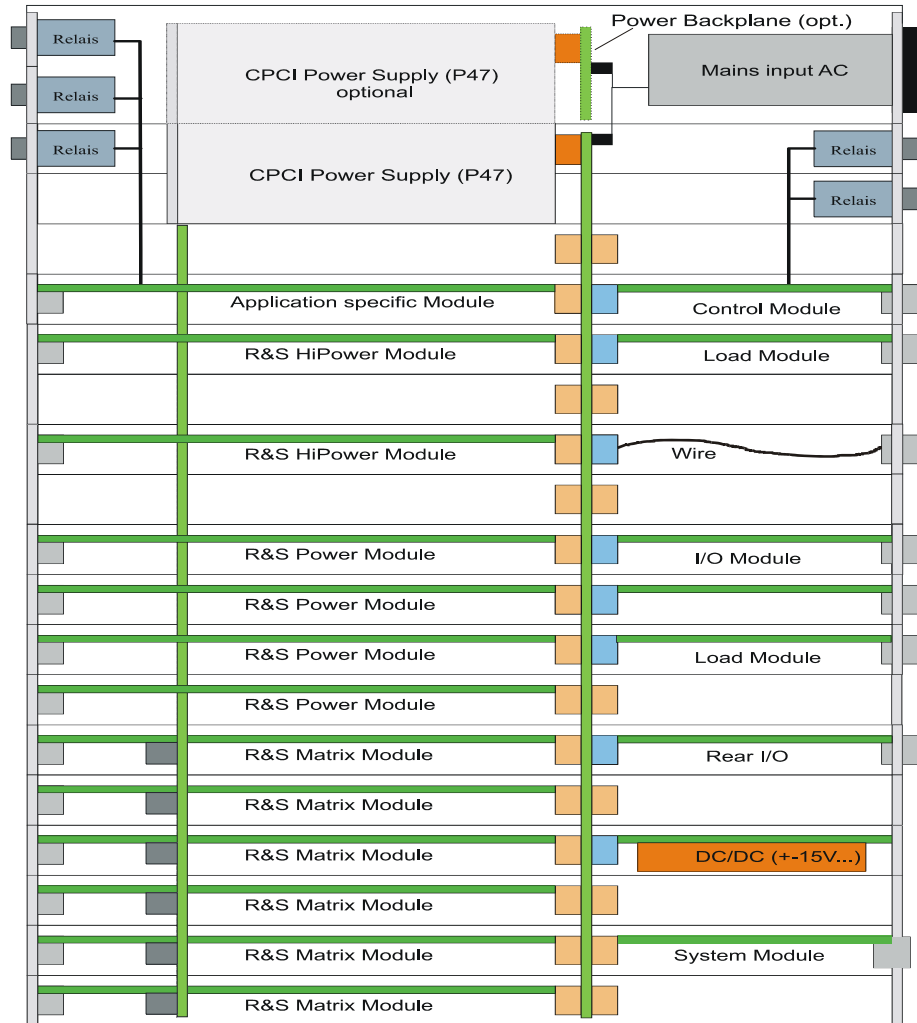 Power Backplane (opt.)
Relais
CPCI Power Supply (P47)
optional
Mains input AC
Relais
Relais
Relais
CPCI Power Supply (P47)
Relais
Application specific Module
Control Module
R&S HiPower Module
Load Module
R&S HiPower Module
Wire
R&S Power Module
I/O Module
R&S Power Module
R&S Power Module
Load Module
R&S Power Module
R&S Matrix Module
Rear I/O
R&S Matrix Module
R&S Matrix Module
DC/DC (+-15V...)
R&S Matrix Module
R&S Matrix Module
System Module
R&S Matrix Module